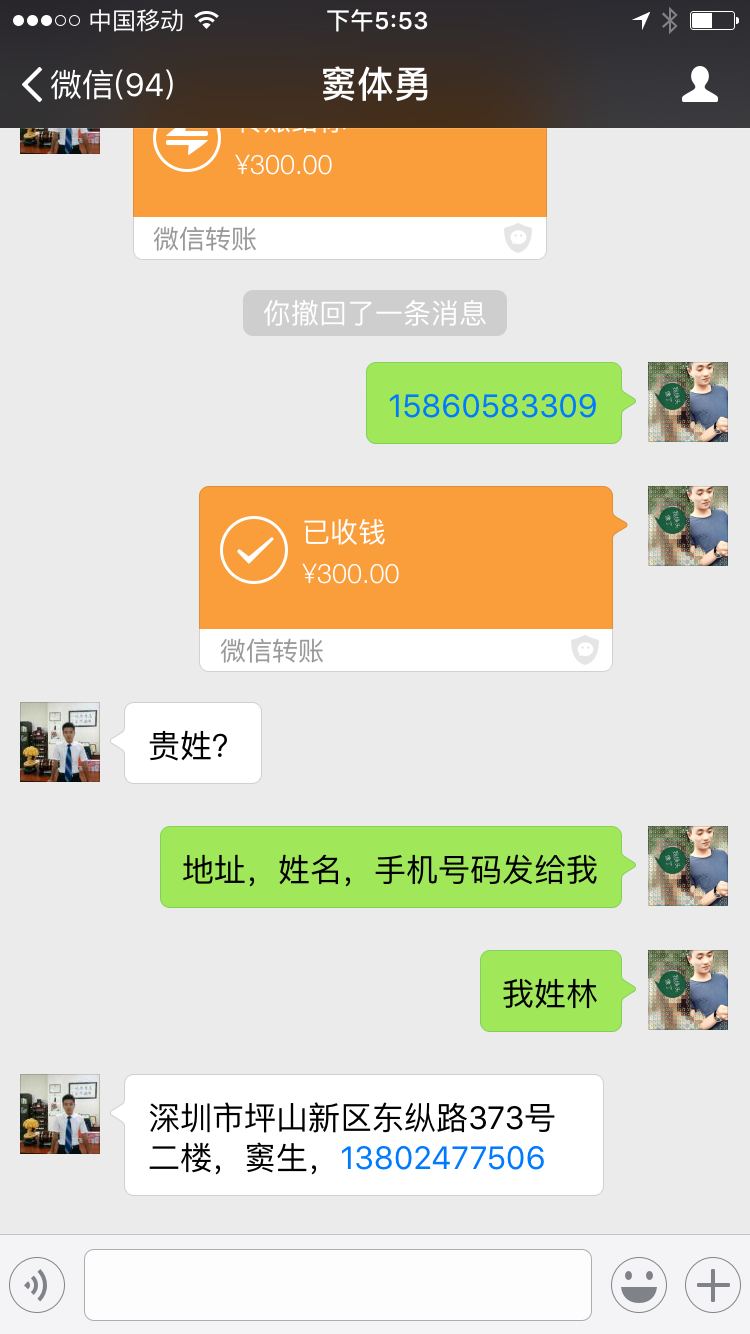 中国移动
下午5:53
微信(94)
窦体勇
¥300.00
微信转账
你撤回了一条消息
15860583309
已收钱
¥300.00
微信转账
贵姓?
地址，姓名，手机号码发给我
我姓林
深圳市坪山新区东纵路373号
二楼，窦生，13802477506